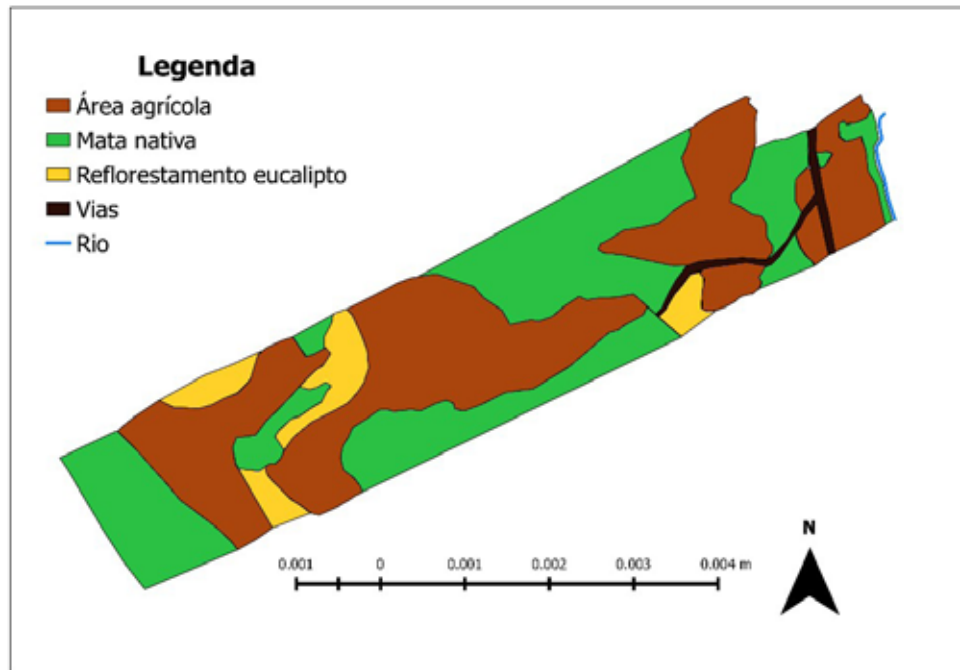 Legenda
Área agrícola
Mata nativa
Reflorestamento eucalipto
Vias
Rio
N
0.001 0 0.001 0.002 0.003 0.004 m